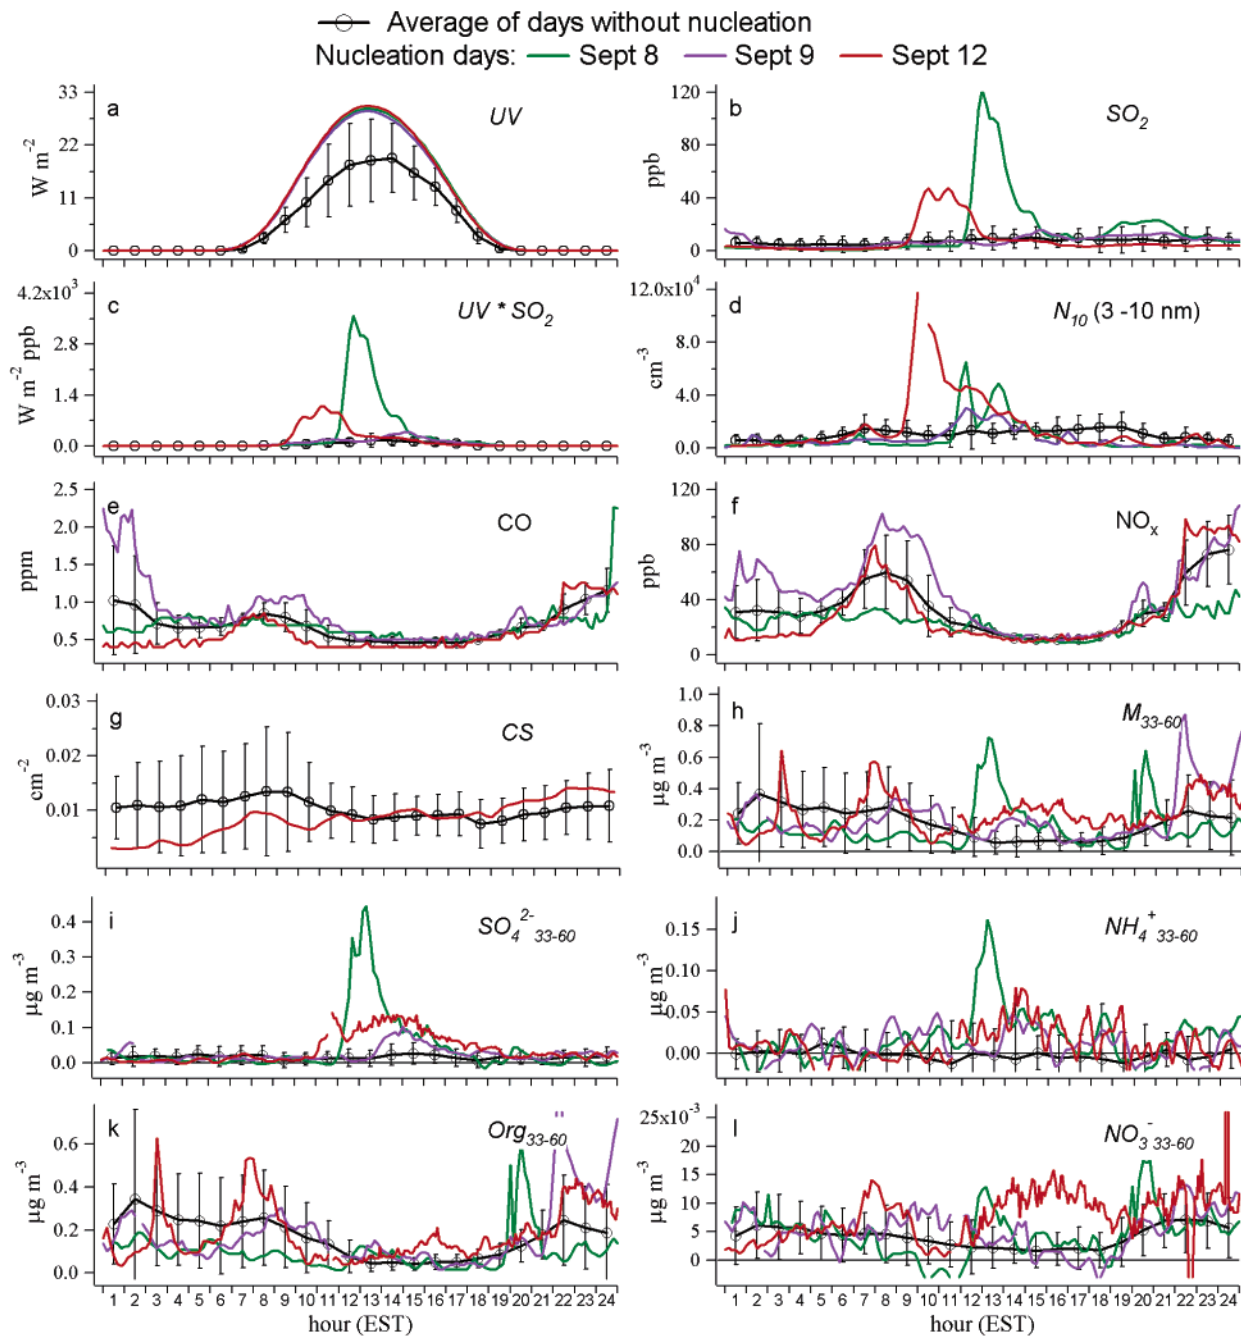 Average of days without nucleation
Nucleation days: Sept 8 Sept 9 Sept 12
a UV
W m⁻²
33
22
11
0
b SO₂
ppb
120
80
40
0
c UV * SO₂
W m⁻² ppb
4.2x10³
2.8
1.4
0.0
d N₁₀ (3 -10 nm)
cm⁻³
12.0x10⁴
8.0
4.0
0.0
e CO
ppm
2.5
2.0
1.5
1.0
0.5
f NOₓ
ppb
120
80
40
0
g CS
cm⁻²
0.03
0.02
0.01
h M₃₃₋₆₀
µg m⁻³
1.0
0.8
0.6
0.4
0.2
0.0
i SO₄²⁻₃₃₋₆₀
µg m⁻³
0.4
0.3
0.2
0.1
0.0
j NH₄⁺₃₃₋₆₀
µg m⁻³
0.15
0.10
0.05
0.00
k Org₃₃₋₆₀
µg m⁻³
0.6
0.4
0.2
0.0
1 2 3 4 5 6 7 8 9 10 11 12 13 14 15 16 17 18 19 20 21 22 23 24
hour (EST)
l NO₃⁻₃₃₋₆₀
µg m⁻³
25x10⁻³
20
15
10
5
0
1 2 3 4 5 6 7 8 9 10 11 12 13 14 15 16 17 18 19 20 21 22 23 24
hour (EST)